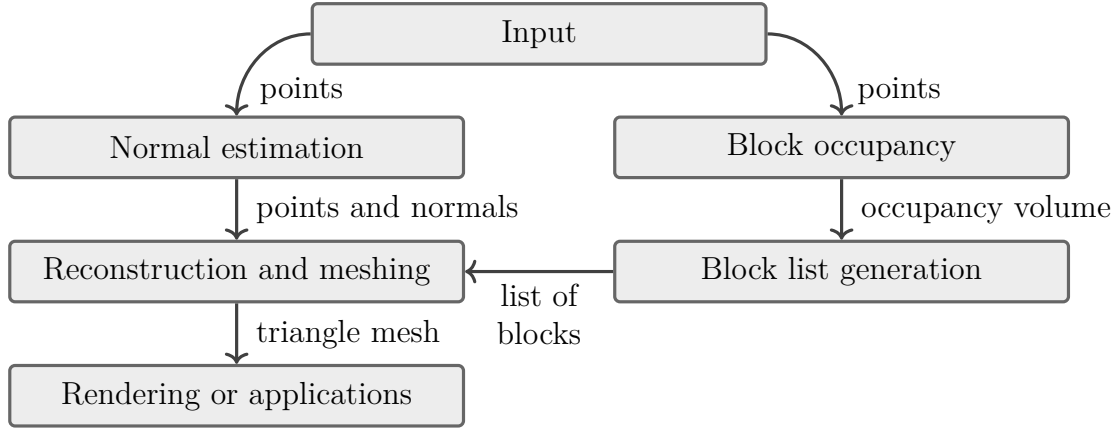 Input
points
points
Normal estimation
Block occupancy
points and normals
occupancy volume
Reconstruction and meshing
Block list generation
list of
blocks
triangle mesh
Rendering or applications